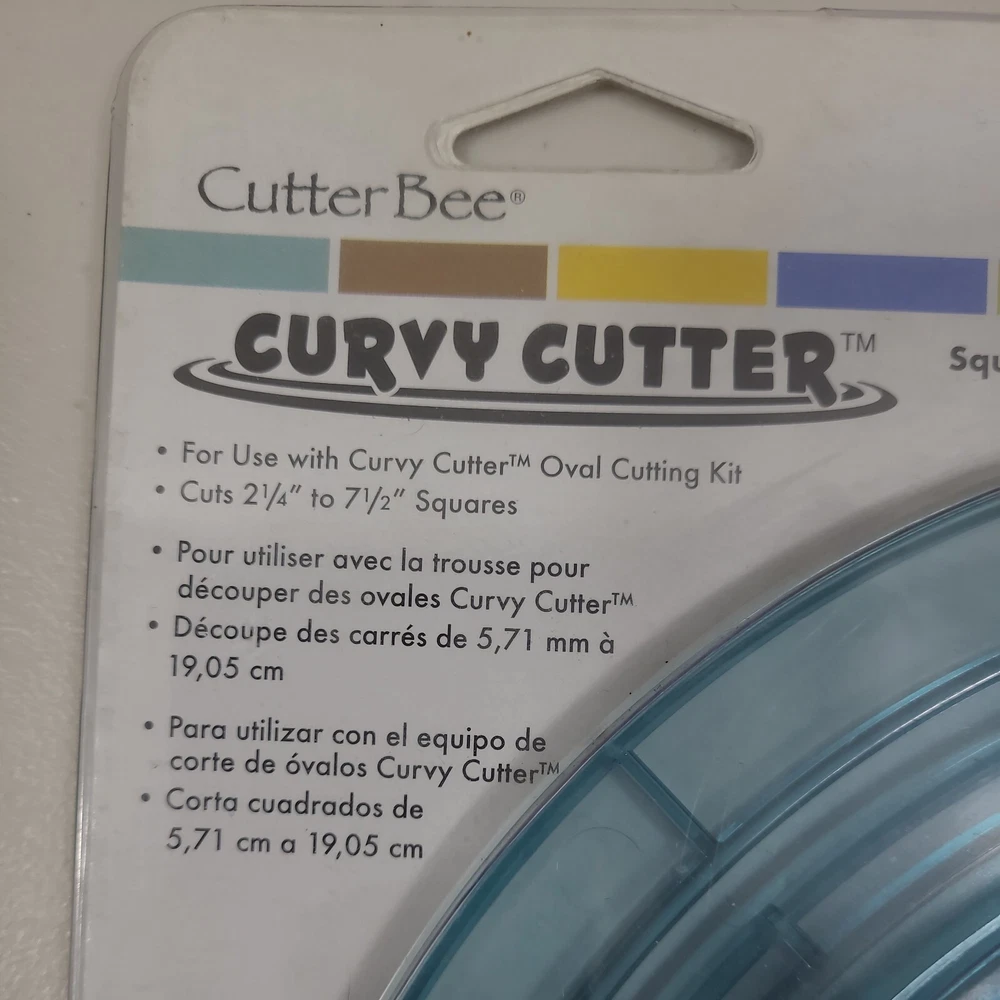 CutterBee®
CURVY CUTTER™
• For Use with Curvy Cutter™ Oval Cutting Kit
• Cuts 2¼" to 7½" Squares
• Pour utiliser avec la trousse pour
découper des ovales Curvy Cutter™
• Découpe des carrés de 5,71 mm à
19,05 cm
• Para utilizar con el equipo de
corte de óvalos Curvy Cutter™
• Corta cuadrados de
5,71 cm a 19,05 cm